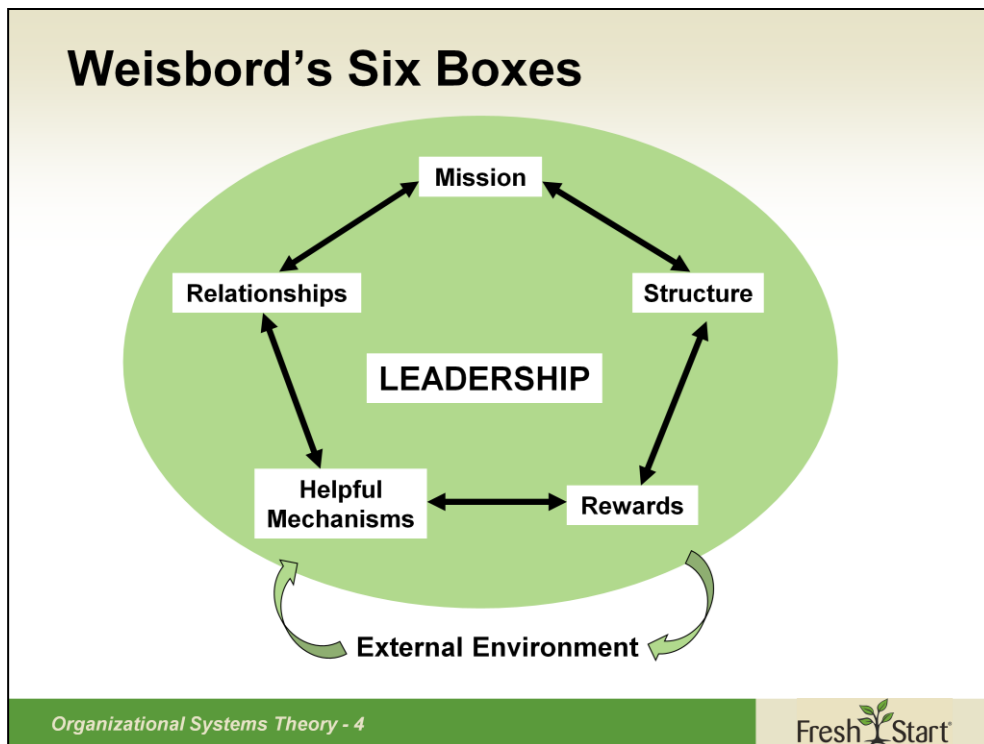 Weisbord’s Six Boxes
Mission
Relationships
Structure
LEADERSHIP
Helpful
Mechanisms
Rewards
External Environment
Organizational Systems Theory - 4
Fresh Start®